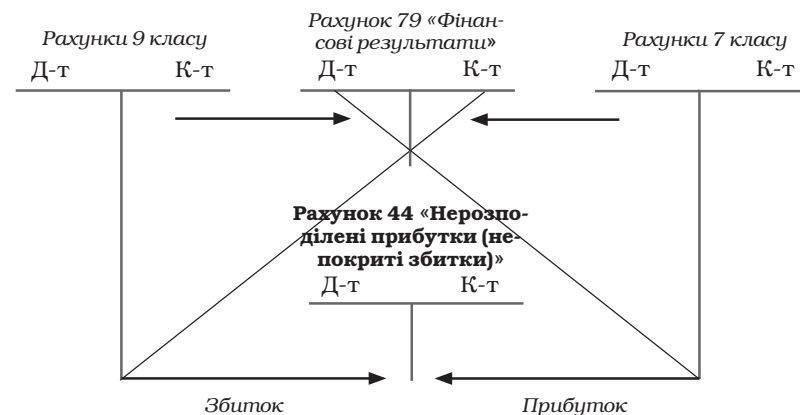 Рахунки 9 класу
Д-т К-т
Рахунок 79 «Фінан-
сові результати»
Д-т К-т
Рахунки 7 класу
Д-т К-т
Рахунок 44 «Нерозпо-
ділені прибутки (не-
покриті збитки)»
Д-т К-т
Збиток
Прибуток